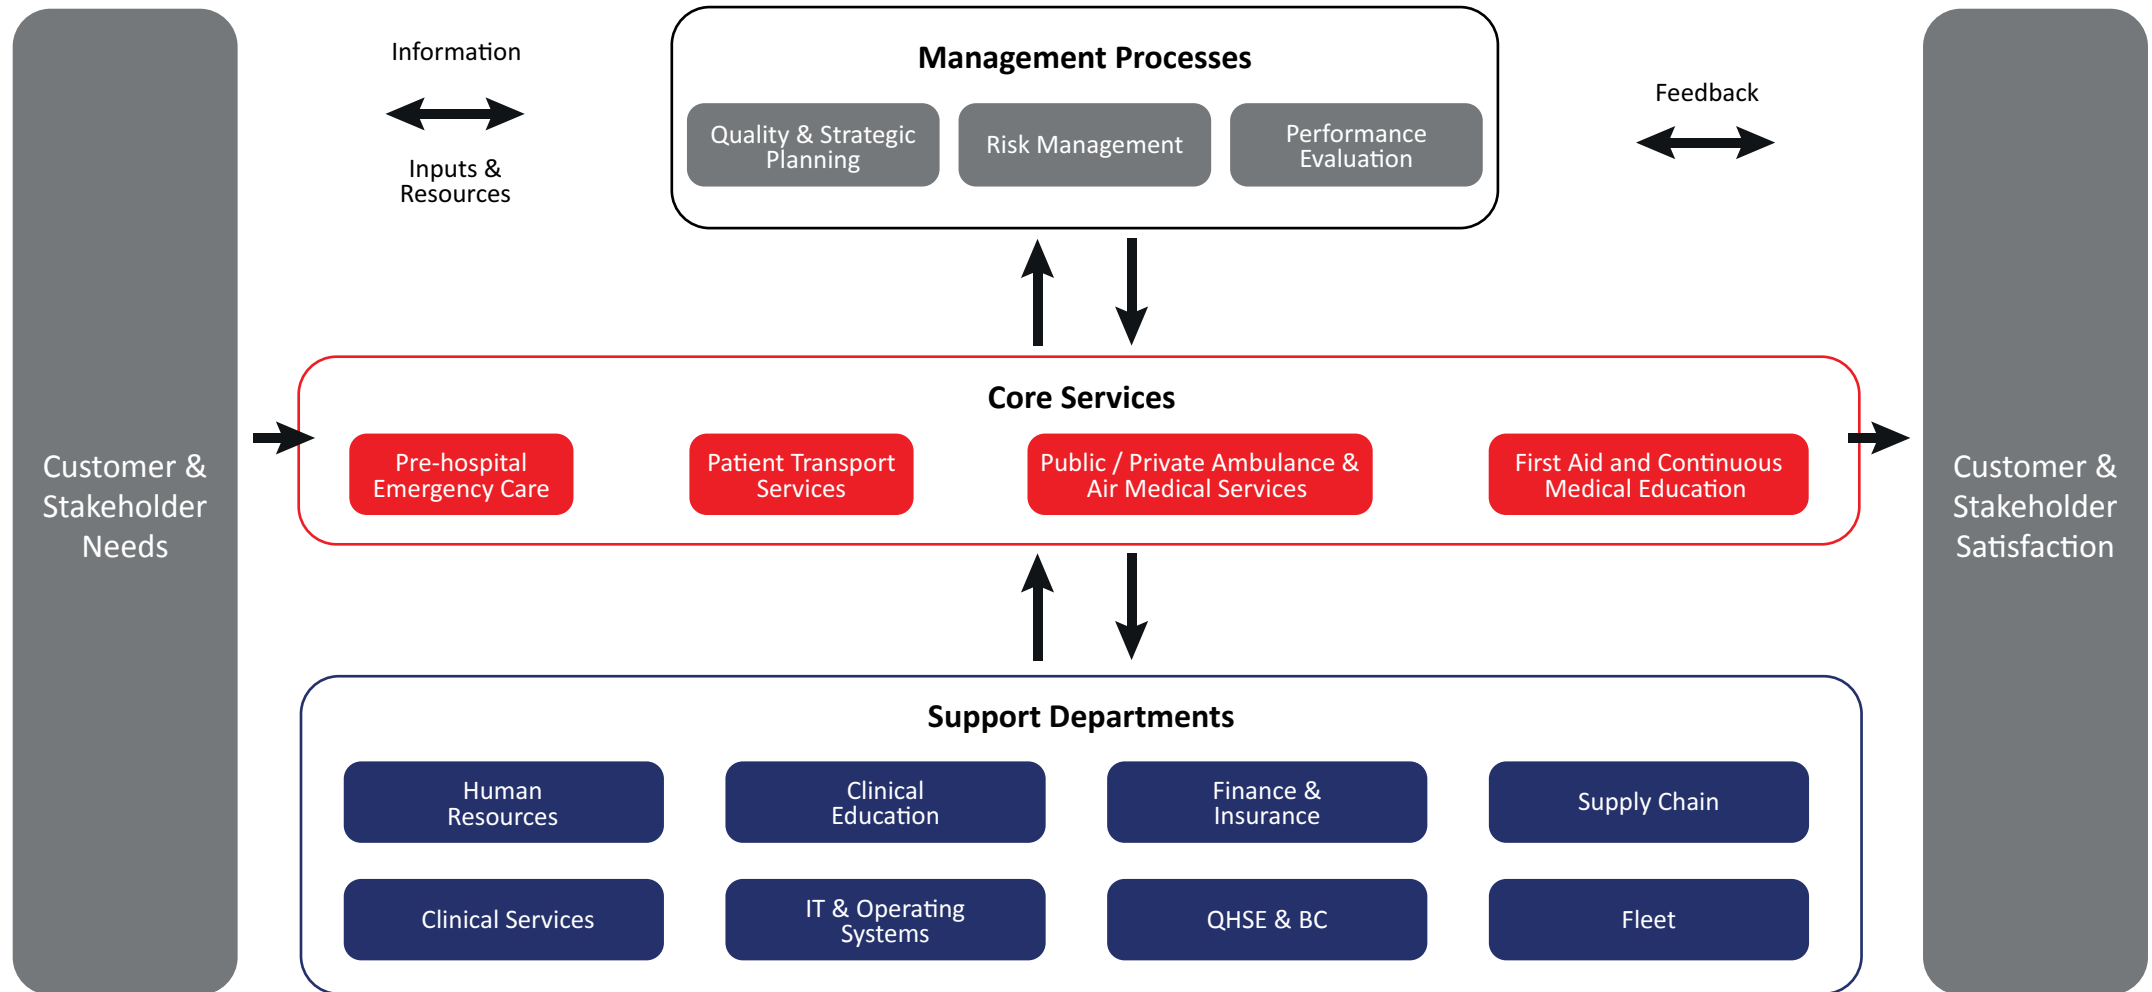 Information
Inputs &
Resources
Management Processes
Quality & Strategic
Planning
Risk Management
Performance
Evaluation
Feedback
Customer &
Stakeholder
Needs
Core Services
Pre-hospital
Emergency Care
Patient Transport
Services
Public / Private Ambulance &
Air Medical Services
First Aid and Continuous
Medical Education
Customer &
Stakeholder
Satisfaction
Support Departments
Human
Resources
Clinical
Education
Finance &
Insurance
Supply Chain
Clinical Services
IT & Operating
Systems
QHSE & BC
Fleet